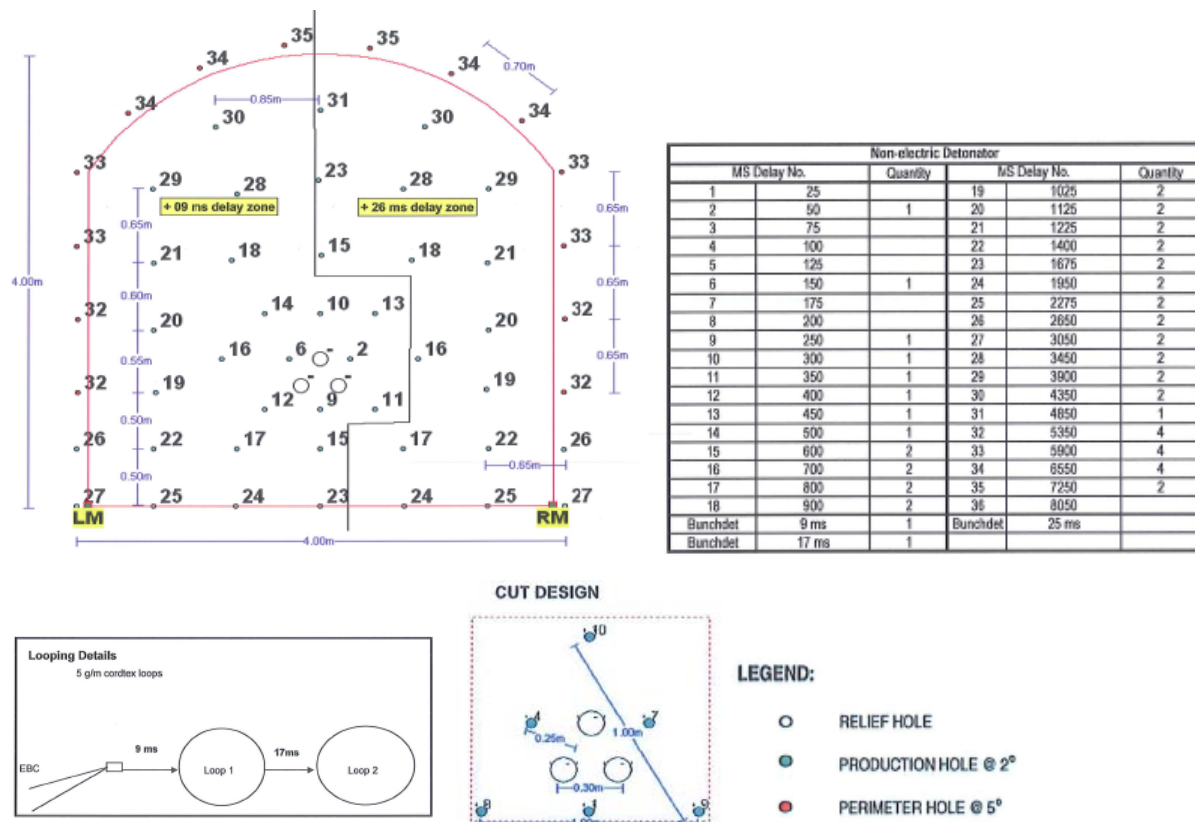 35 35
34 34
0.70m
31
0.85m
34 30 30 34
33 23 33
29 28 28 29
+ 09 ms delay zone + 26 ms delay zone
0.65m 0.65m
33 21 18 15 18 21 33
4.00m
0.60m 14 10 13 0.65m
32 20 20 32
0.55m 16 6 2 16
0.65m
32 19 19 32
12 9 11
0.50m
26 22 17 15 17 22 26
0.65m
0.50m
27 25 24 23 24 25 27
LM RM
4.00m
Non-electric Detonator
MS Delay No. Quantity MS Delay No. Quantity
1 25 19 1025 2
2 50 1 20 1125 2
3 75 21 1225 2
4 100 22 1400 2
5 125 23 1675 2
6 150 1 24 1950 2
7 175 25 2275 2
8 200 26 2650 2
9 250 1 27 3050 2
10 300 1 28 3450 2
11 350 1 29 3900 2
12 400 1 30 4350 2
13 450 1 31 4850 1
14 500 1 32 5350 4
15 600 2 33 5900 4
16 700 2 34 6550 4
17 800 2 35 7250 2
18 900 2 36 8050
Bunchdet 9 ms 1 Bunchdet 25 ms
Bunchdet 17 ms 1
Looping Details
5 g/m cordtex loops
9 ms 17ms
EBC Loop 1 Loop 2
CUT DESIGN
10
4 7
0.25m 1.00m
0.30m
8 1 9
LEGEND:
RELIEF HOLE
PRODUCTION HOLE @ 2°
PERIMETER HOLE @ 5°